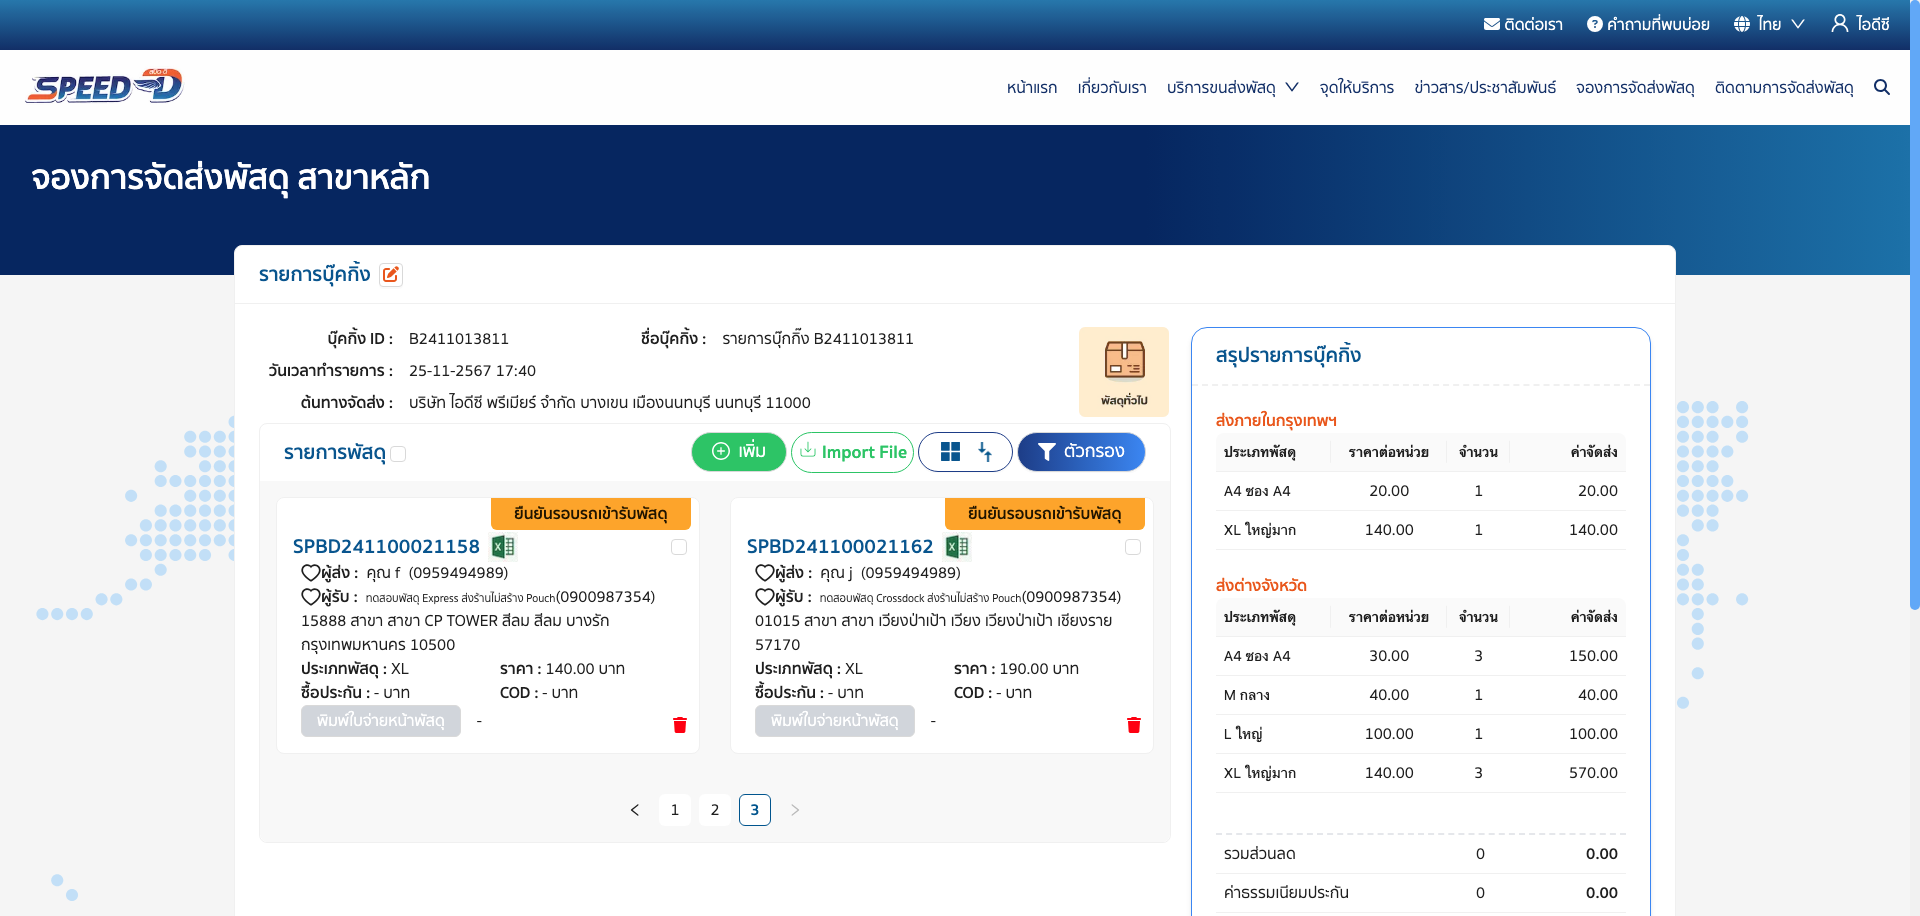 ติดต่อเรา คำถามที่พบบ่อย ไทย ไอดีซี
สปีด-ดี
SPEED-D
หน้าแรก เกี่ยวกับเรา บริการขนส่งพัสดุ จุดให้บริการ ข่าวสาร/ประชาสัมพันธ์ จองการจัดส่งพัสดุ ติดตามการจัดส่งพัสดุ
จองการจัดส่งพัสดุ สาขาหลัก
รายการบุ๊คกิ้ง
บุ๊คกิ้ง ID : B2411013811 ชื่อบุ๊คกิ้ง : รายการบุ้กกิ๊ง B2411013811
วันเวลาทำรายการ : 25-11-2567 17:40
ต้นทางจัดส่ง : บริษัท ไอดีซี พรีเมียร์ จำกัด บางเขน เมืองนนทบุรี นนทบุรี 11000
พัสดุทั่วไป
รายการพัสดุ เพิ่ม Import File ตัวกรอง
ยืนยันรอบรถเข้ารับพัสดุ
SPBD241100021158
ผู้ส่ง : คุณ f (0959494989)
ผู้รับ : ทดสอบพัสดุ Express ส่งร้านไม่สร้าง Pouch(0900987354)
15888 สาขา สาขา CP TOWER สีลม สีลม บางรัก
กรุงเทพมหานคร 10500
ประเภทพัสดุ : XL ราคา : 140.00 บาท
ซื้อประกัน : - บาท COD : - บาท
พิมพ์ใบจ่ายหน้าพัสดุ -
ยืนยันรอบรถเข้ารับพัสดุ
SPBD241100021162
ผู้ส่ง : คุณ j (0959494989)
ผู้รับ : ทดสอบพัสดุ Crossdock ส่งร้านไม่สร้าง Pouch(0900987354)
01015 สาขา สาขา เวียงป่าเป้า เวียง เวียงป่าเป้า เชียงราย
57170
ประเภทพัสดุ : XL ราคา : 190.00 บาท
ซื้อประกัน : - บาท COD : - บาท
พิมพ์ใบจ่ายหน้าพัสดุ -
1 2 3
สรุปรายการบุ๊คกิ้ง
ส่งภายในกรุงเทพฯ
ประเภทพัสดุ ราคาต่อหน่วย จำนวน ค่าจัดส่ง
A4 ซอง A4 20.00 1 20.00
XL ใหญ่มาก 140.00 1 140.00
ส่งต่างจังหวัด
ประเภทพัสดุ ราคาต่อหน่วย จำนวน ค่าจัดส่ง
A4 ซอง A4 30.00 3 150.00
M กลาง 40.00 1 40.00
L ใหญ่ 100.00 1 100.00
XL ใหญ่มาก 140.00 3 570.00
รวมส่วนลด 0 0.00
ค่าธรรมเนียมประกัน 0 0.00